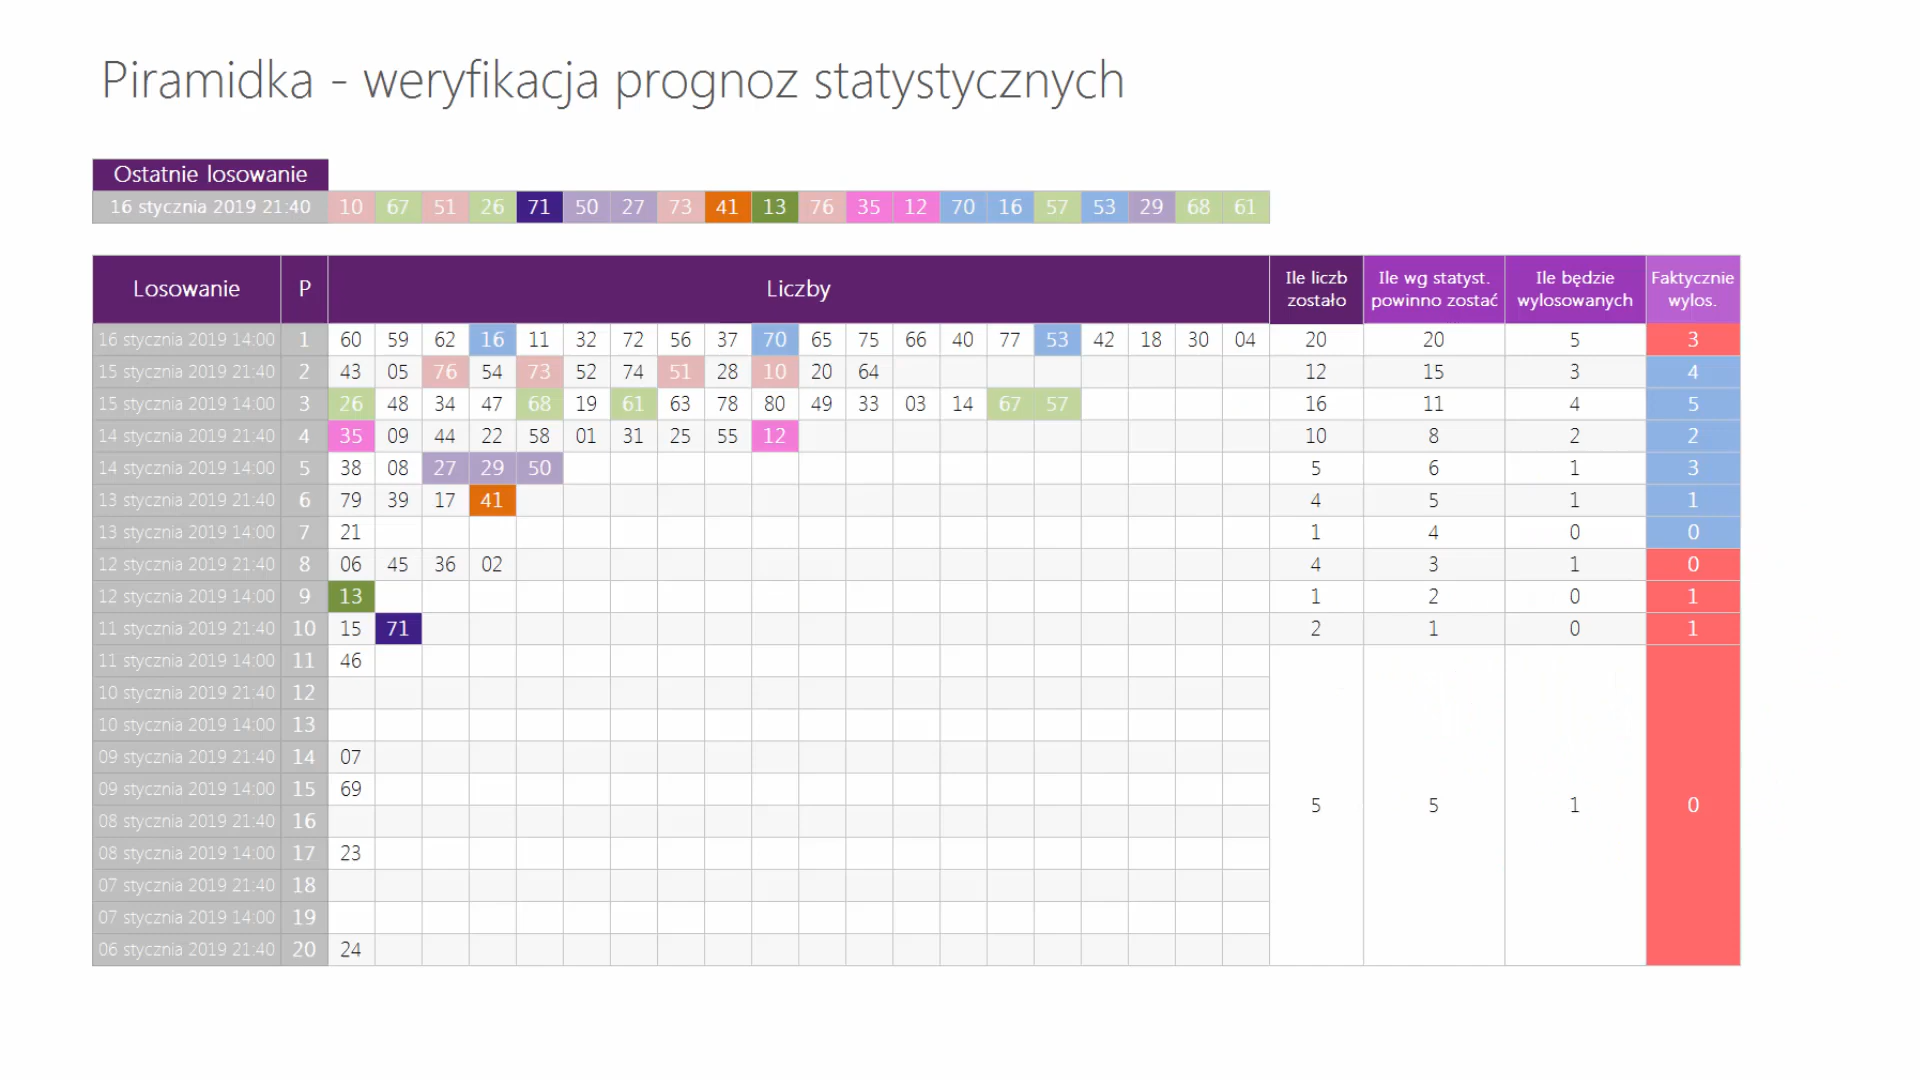 Piramidka - weryfikacja prognoz statystycznych
Ostatnie losowanie
16 stycznia 2019 21:40 10 67 51 26 71 50 27 73 41 13 76 35 12 70 16 57 53 29 68 61
Losowanie P Liczby Ile liczb zostało Ile wg statyst. powinno zostać Ile będzie wylosowanych Faktycznie wylos.
16 stycznia 2019 14:00 1 60 59 62 16 11 32 72 56 37 70 65 75 66 40 77 53 42 18 30 04 20 20 5 3
15 stycznia 2019 21:40 2 43 05 76 54 73 52 74 51 28 10 20 64 12 15 3 4
15 stycznia 2019 14:00 3 26 48 34 47 68 19 61 63 78 80 49 33 03 14 67 57 16 11 4 5
14 stycznia 2019 21:40 4 35 09 44 22 58 01 31 25 55 12 10 8 2 2
14 stycznia 2019 14:00 5 38 08 27 29 50 5 6 1 3
13 stycznia 2019 21:40 6 79 39 17 41 4 5 1 1
13 stycznia 2019 14:00 7 21 1 4 0 0
12 stycznia 2019 21:40 8 06 45 36 02 4 3 1 0
12 stycznia 2019 14:00 9 13 1 2 0 1
11 stycznia 2019 21:40 10 15 71 2 1 0 1
11 stycznia 2019 14:00 11 46
10 stycznia 2019 21:40 12
10 stycznia 2019 14:00 13
09 stycznia 2019 21:40 14 07
09 stycznia 2019 14:00 15 69
5 5 1 0
08 stycznia 2019 21:40 16
08 stycznia 2019 14:00 17 23
07 stycznia 2019 21:40 18
07 stycznia 2019 14:00 19
06 stycznia 2019 21:40 20 24